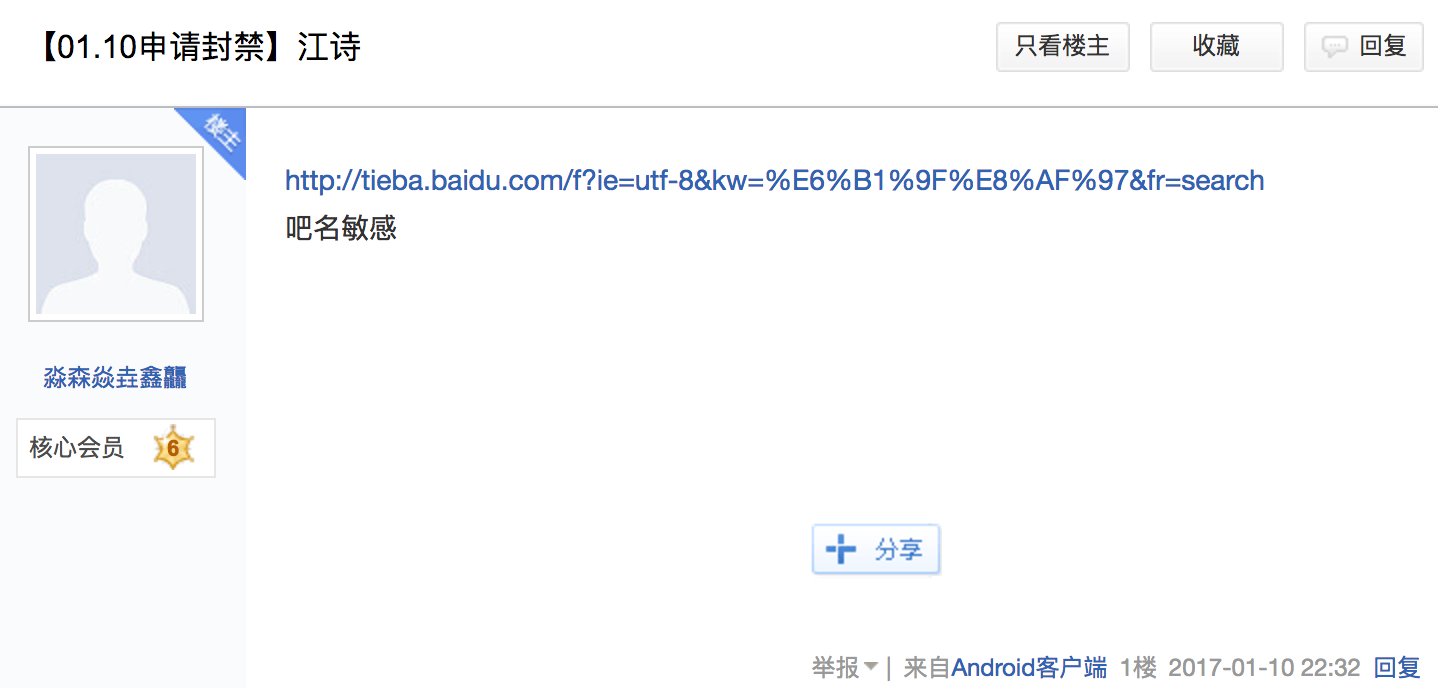 【01.10申请封禁】江诗
只看楼主
收藏
回复
楼主
http://tieba.baidu.com/f?ie=utf-8&kw=%E6%B1%9F%E8%AF%97&fr=search
吧名敏感
淼森焱垚鑫龘
核心会员 6
分享
举报 | 来自Android客户端 1楼 2017-01-10 22:32 回复